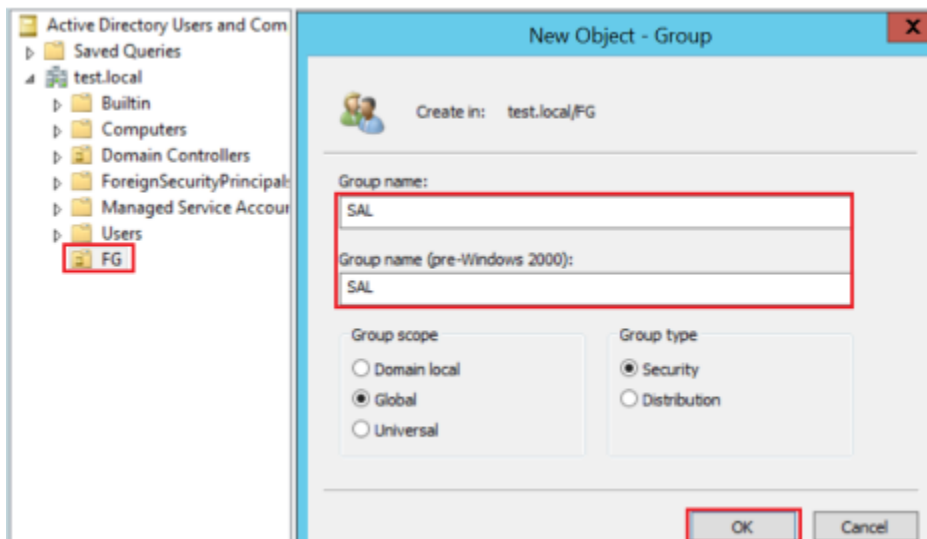 Active Directory Users and Com
Saved Queries
test.local
Builtin
Computers
Domain Controllers
ForeignSecurityPrincipals
Managed Service Accour
Users
FG
New Object - Group
X
Create in: test.local/FG
Group name:
SAL
Group name (pre-Windows 2000):
SAL
Group scope
Domain local
Global
Universal
Group type
Security
Distribution
OK
Cancel